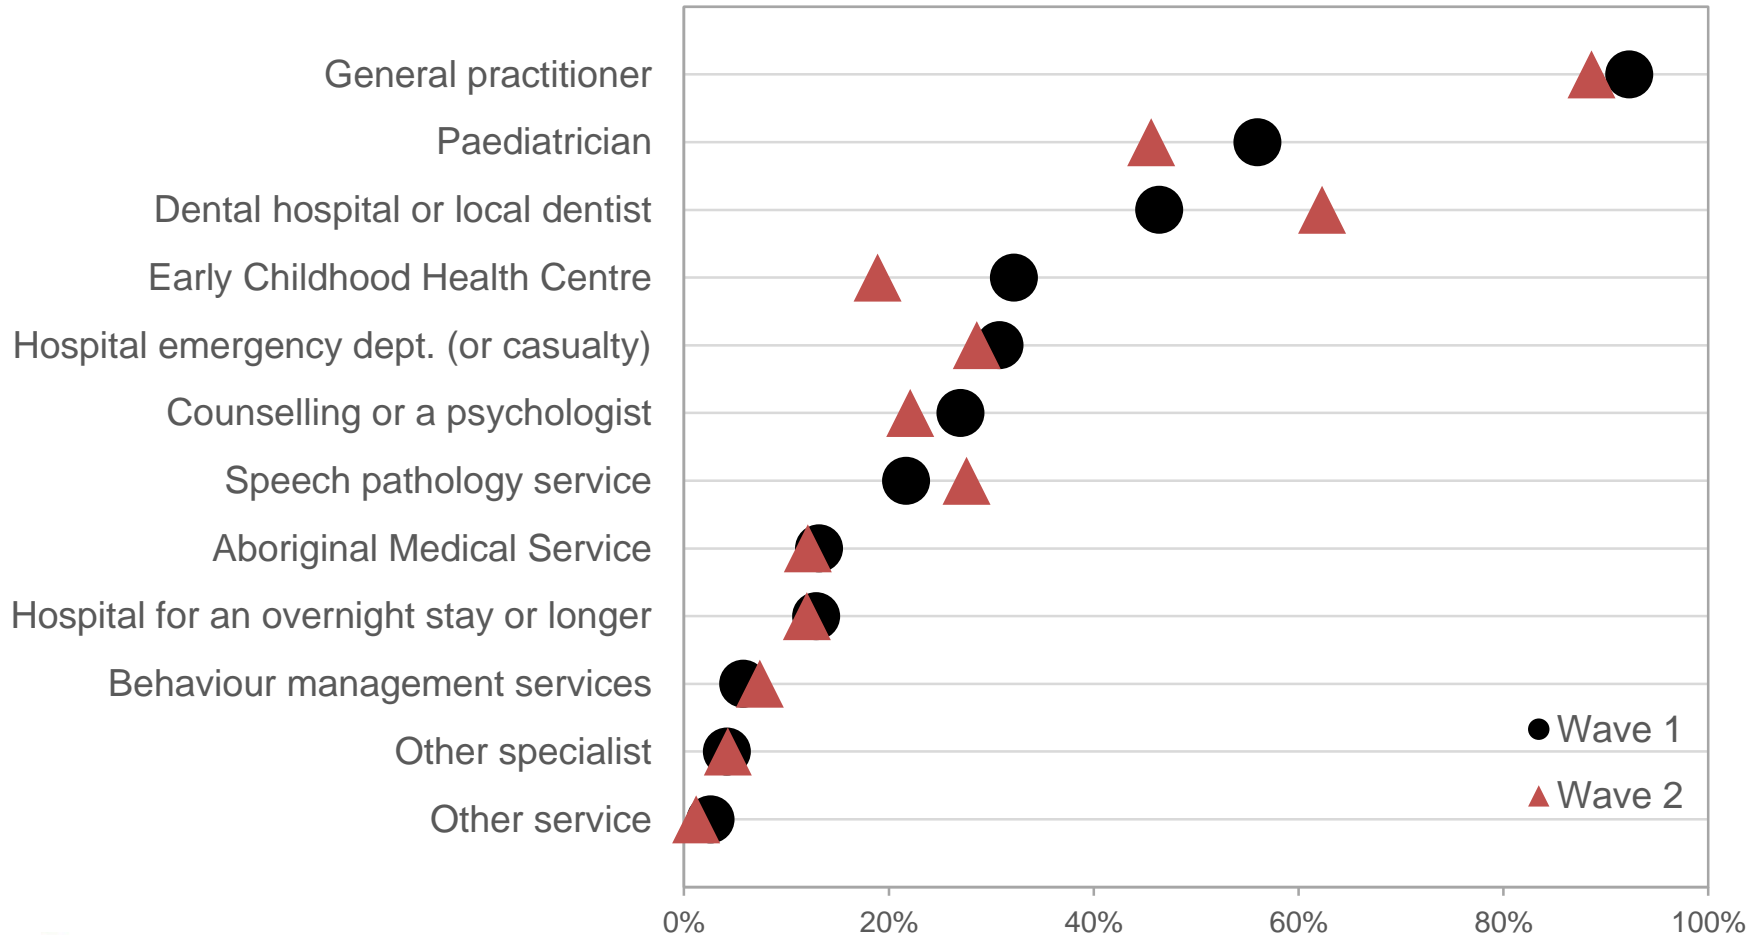 General practitioner
Paediatrician
Dental hospital or local dentist
Early Childhood Health Centre
Hospital emergency dept. (or casualty)
Counselling or a psychologist
Speech pathology service
Aboriginal Medical Service
Hospital for an overnight stay or longer
Behaviour management services
Other specialist
Other service
Wave 1
Wave 2
0% 20% 40% 60% 80% 100%